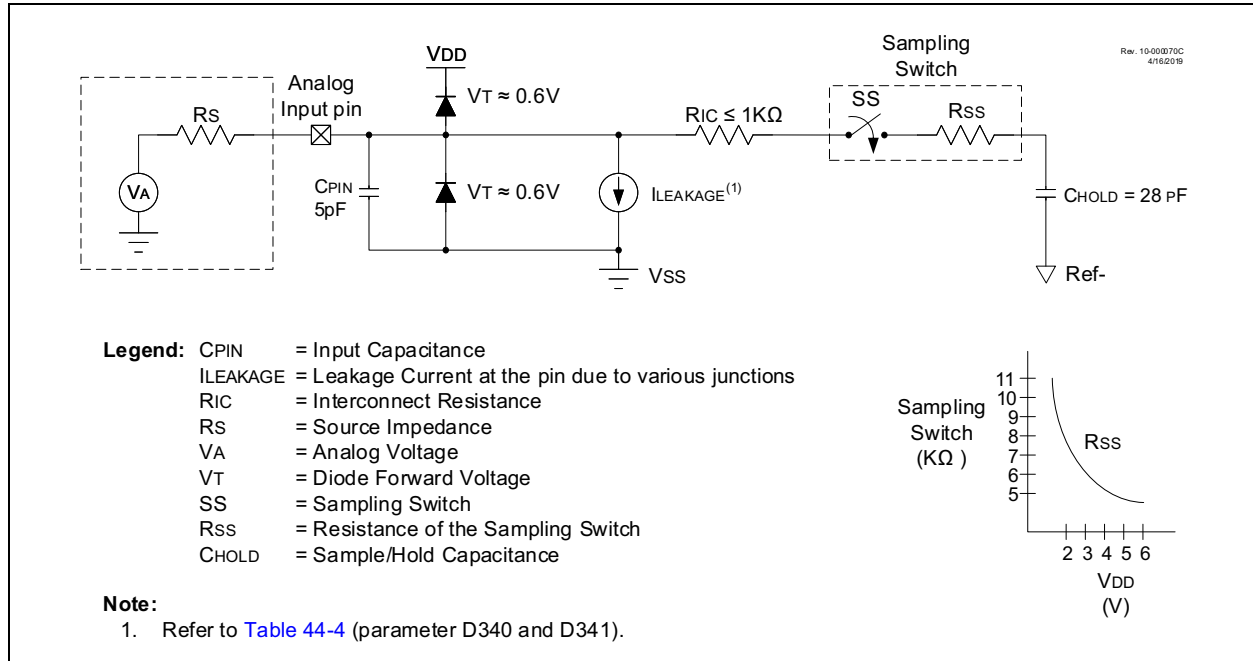 Rev. 10-000070C
4/16/2019
VDD
Sampling
Switch
Analog
Input pin
RS
VT ≈ 0.6V
RIC ≤ 1KΩ
SS
RSS
VA
CPIN
5pF
VT ≈ 0.6V
ILEAKAGE(1)
CHOLD = 28 PF
VSS
Ref-
Legend: CPIN = Input Capacitance
ILEAKAGE = Leakage Current at the pin due to various junctions
RIC = Interconnect Resistance
RS = Source Impedance
VA = Analog Voltage
VT = Diode Forward Voltage
SS = Sampling Switch
RSS = Resistance of the Sampling Switch
CHOLD = Sample/Hold Capacitance
Sampling
Switch
(KΩ )
11
10
9
8
7
6
5
RSS
2 3 4 5 6
VDD
(V)
Note:
1. Refer to Table 44-4 (parameter D340 and D341).